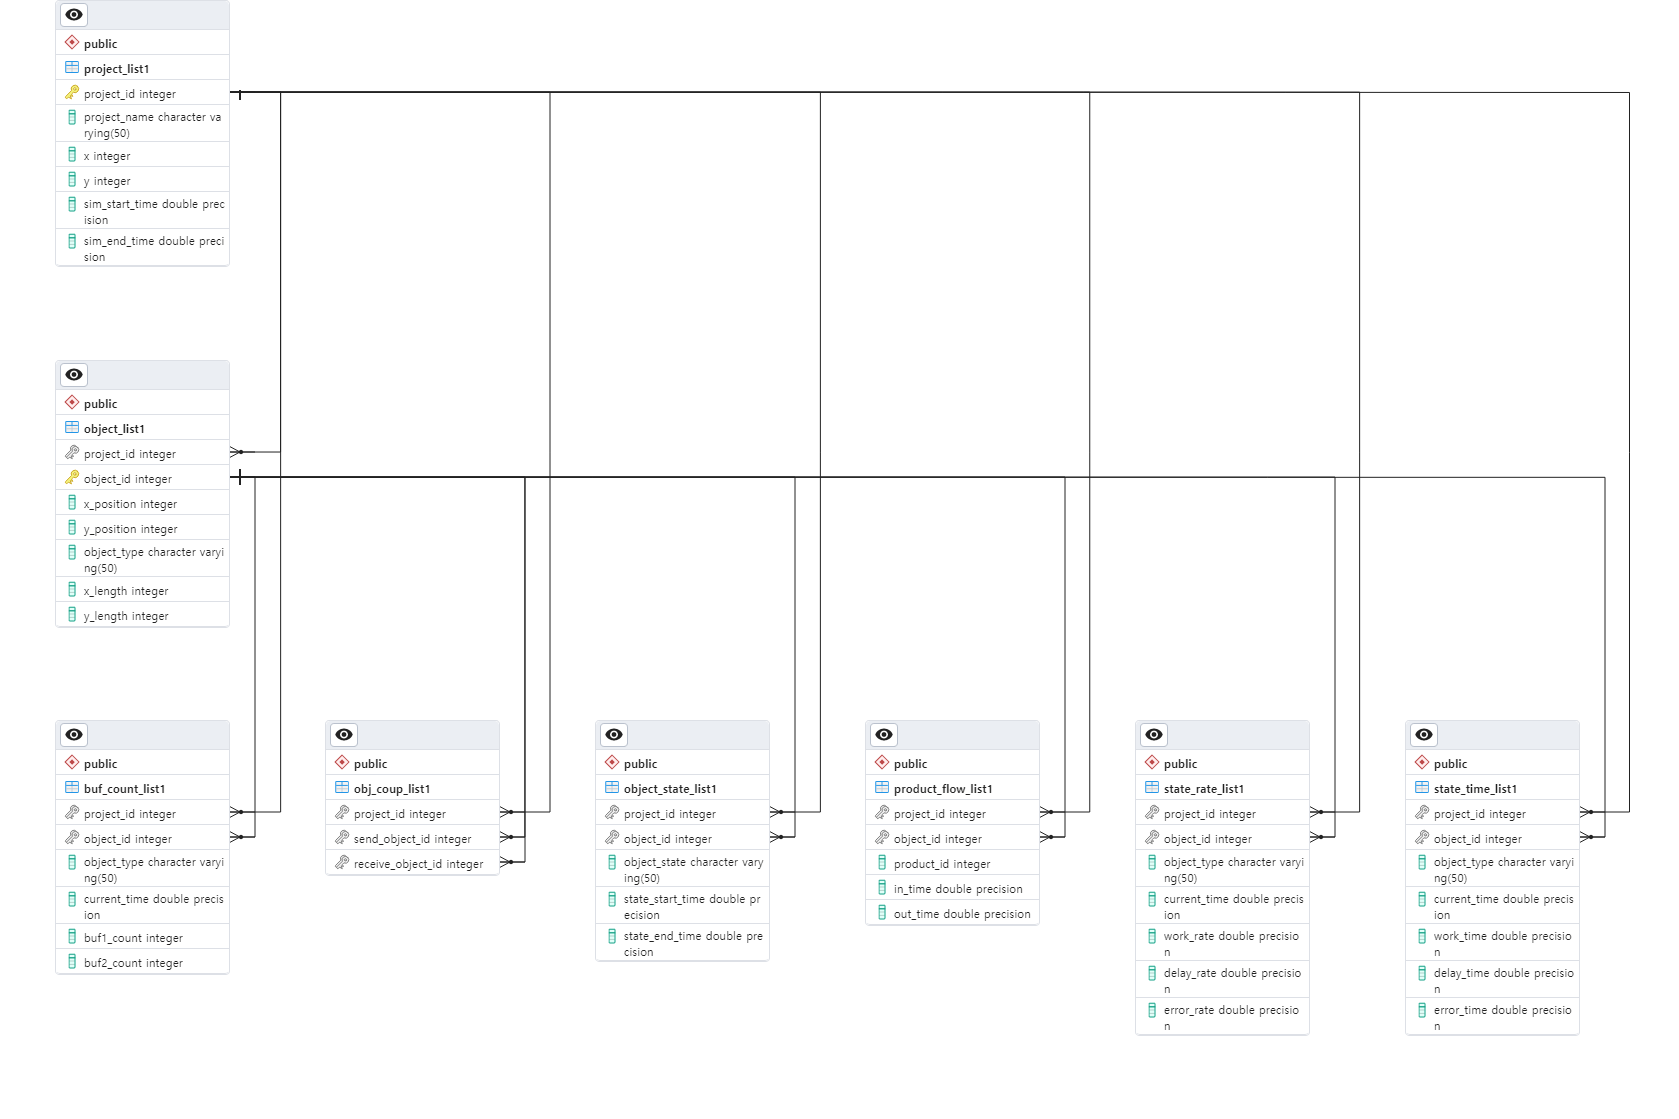 public
project_list1
project_id integer
project_name character va
rying(50)
x integer
y integer
sim_start_time double prec
ision
sim_end_time double preci
sion
public
object_list1
project_id integer
object_id integer
x_position integer
y_position integer
object_type character varyi
ng(50)
x_length integer
y_length integer
public
buf_count_list1
project_id integer
object_id integer
object_type character varyi
ng(50)
current_time double precis
ion
buf1_count integer
buf2_count integer
public
obj_coup_list1
project_id integer
send_object_id integer
receive_object_id integer
public
object_state_list1
project_id integer
object_id integer
object_state character vary
ing(50)
state_start_time double pr
ecision
state_end_time double pre
cision
public
product_flow_list1
project_id integer
object_id integer
product_id integer
in_time double precision
out_time double precision
public
state_rate_list1
project_id integer
object_id integer
object_type character varyi
ng(50)
current_time double precis
ion
work_rate double precisio
n
delay_rate double precisio
n
error_rate double precisio
n
public
state_time_list1
project_id integer
object_id integer
object_type character varyi
ng(50)
current_time double precis
ion
work_time double precisio
n
delay_time double precisio
n
error_time double precisio
n